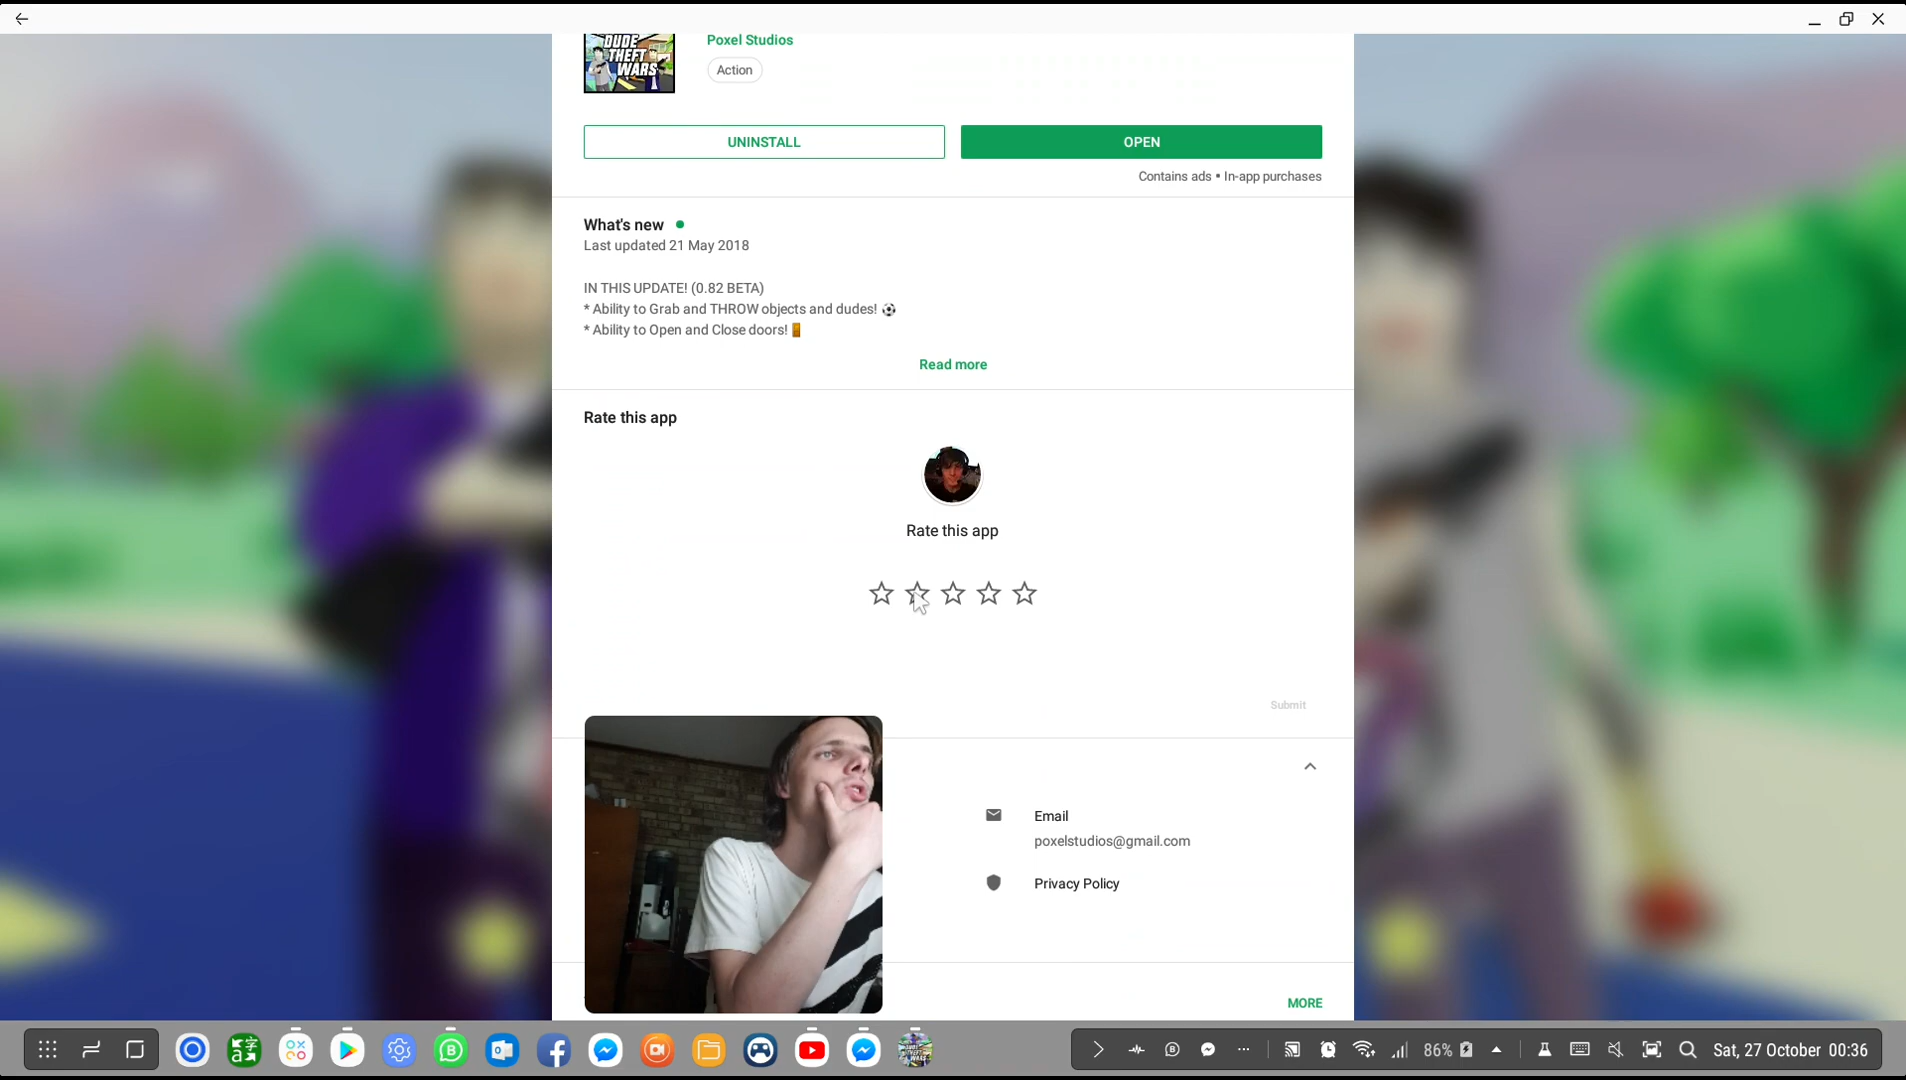 DUDE
THEFT
WARS
Poxel Studios
Action
UNINSTALL
OPEN
Contains ads • In-app purchases
What's new
Last updated 21 May 2018
IN THIS UPDATE! (0.82 BETA)
* Ability to Grab and THROW objects and dudes! ⚽
* Ability to Open and Close doors!🚪
Read more
Rate this app
Rate this app
Submit
Email
poxelstudios@gmail.com
Privacy Policy
MORE
86%
Sat, 27 October 00:36